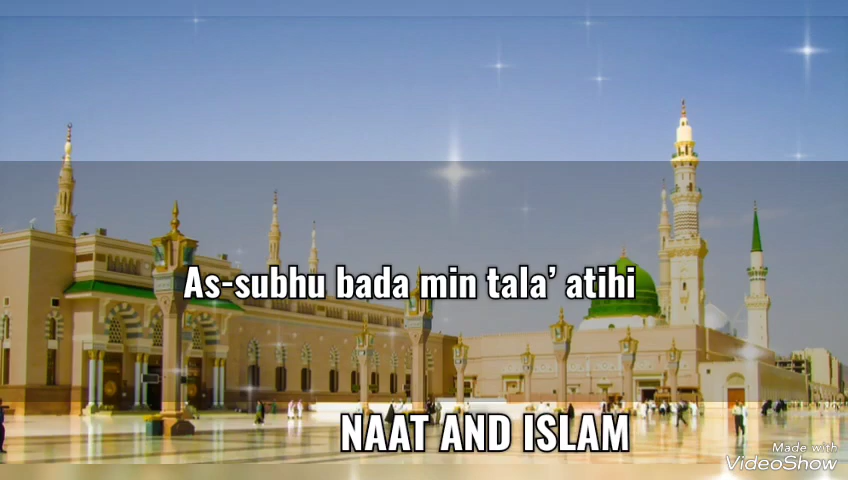 As-subhu bada min tala’ atihi
NAAT AND ISLAM
Made with
VideoShow